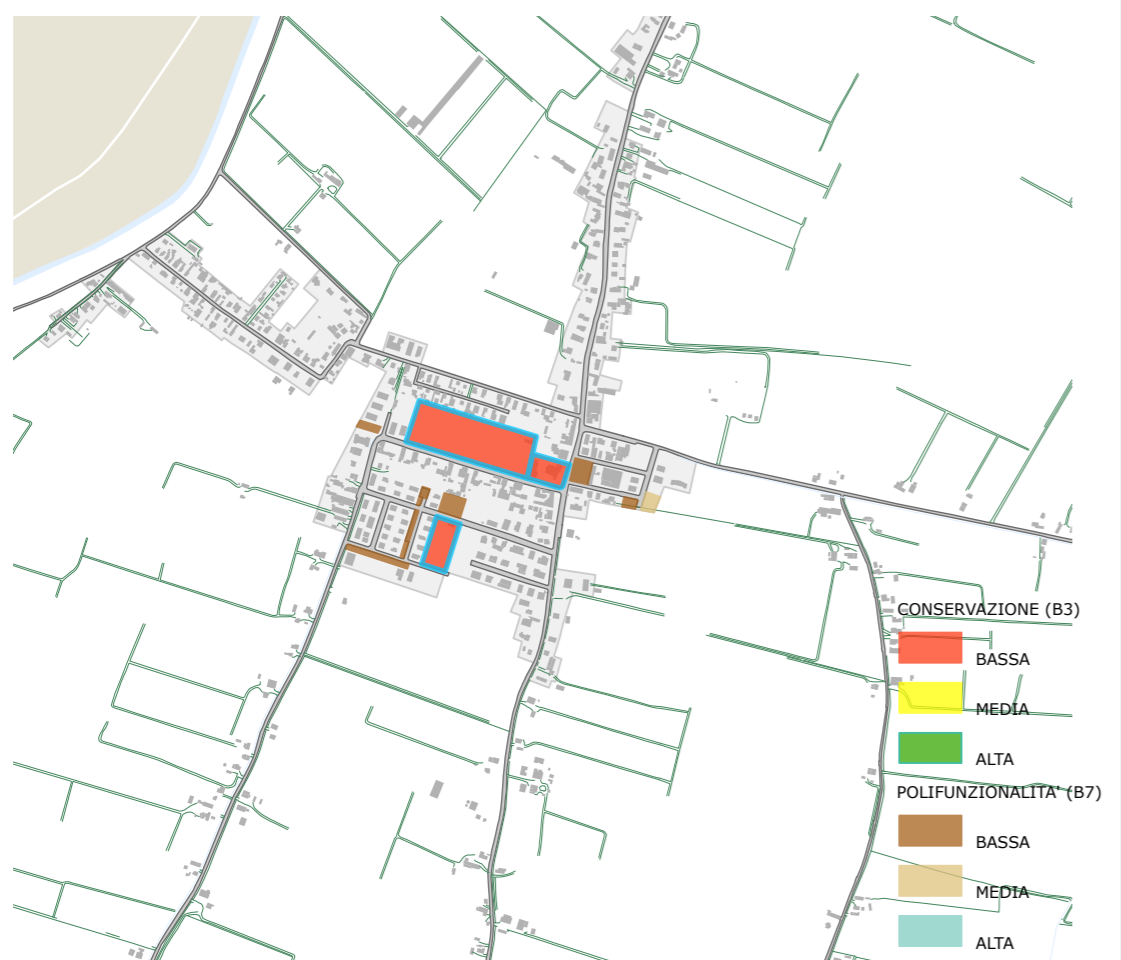 CONSERVAZIONE (B3)
BASSA
MEDIA
ALTA
POLIFUNZIONALITA' (B7)
BASSA
MEDIA
ALTA